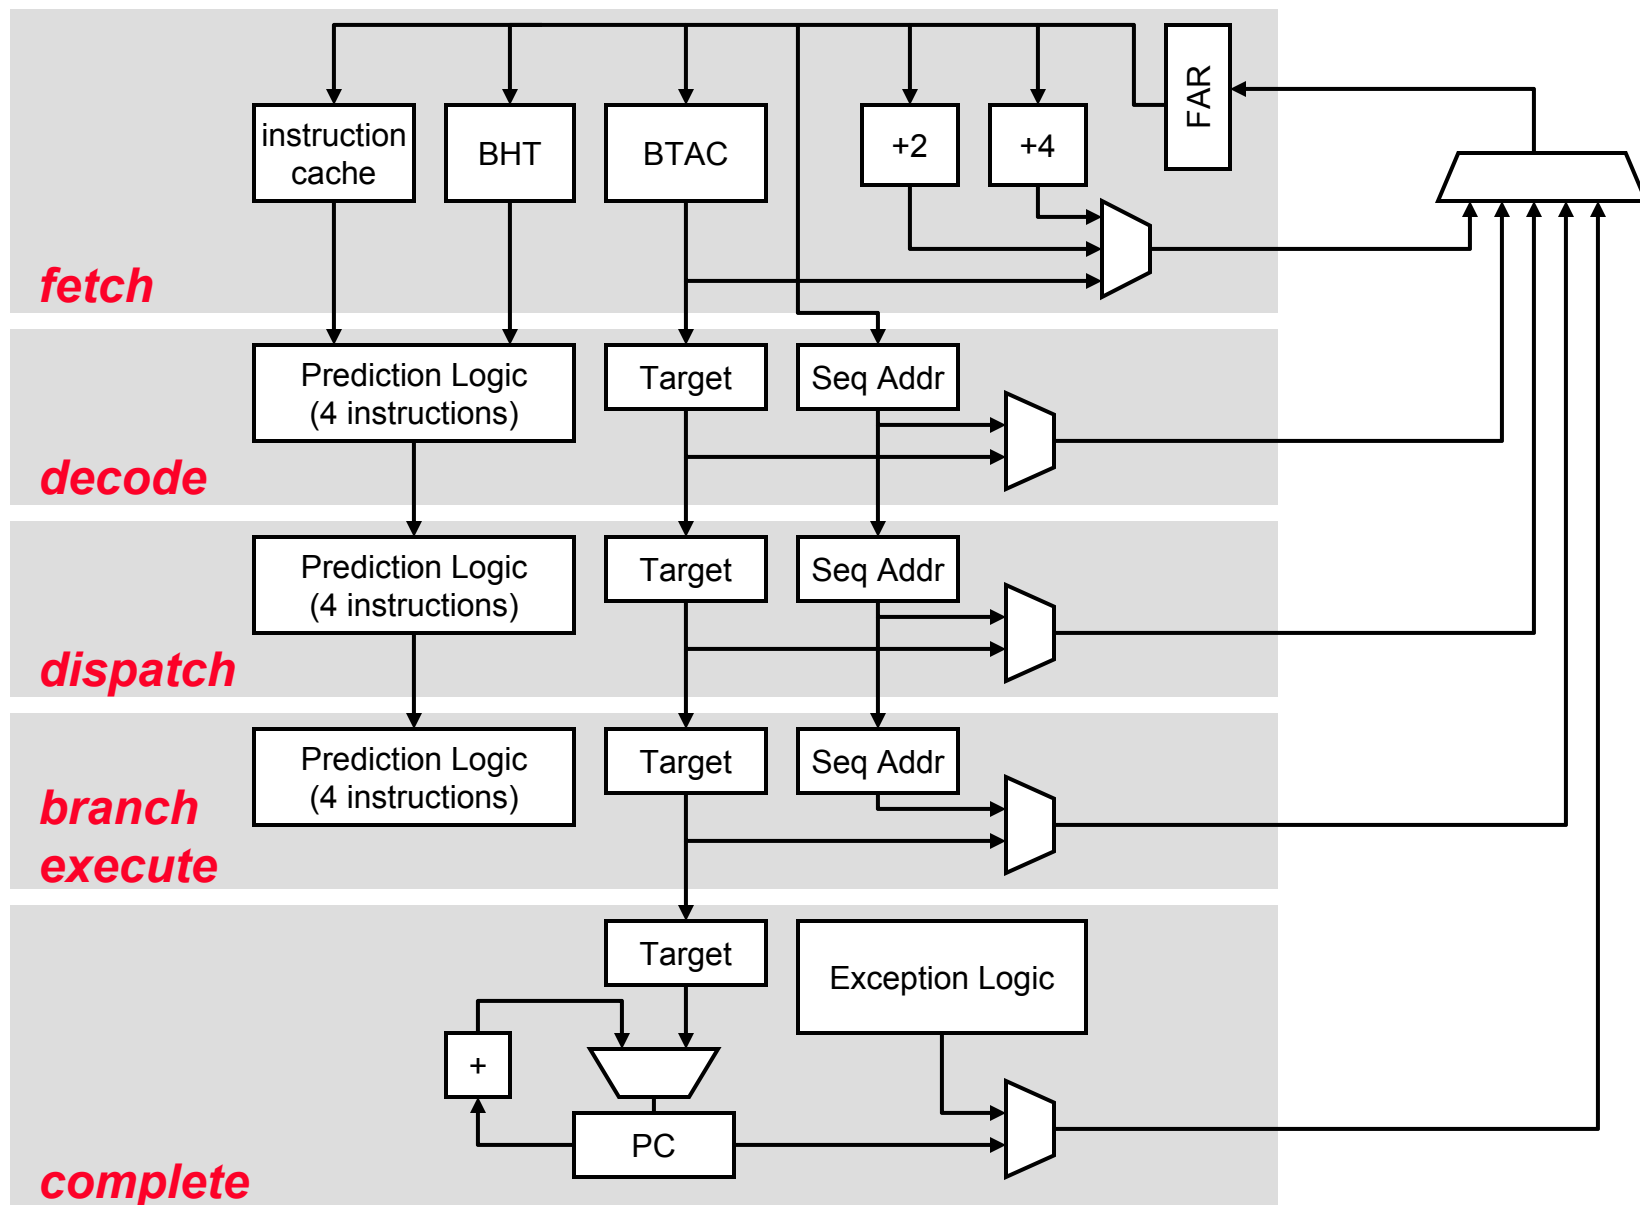 FAR
instruction
cache
BHT
BTAC
+2
+4
fetch
Prediction Logic
(4 instructions)
Target
Seq Addr
decode
Prediction Logic
(4 instructions)
Target
Seq Addr
dispatch
Prediction Logic
(4 instructions)
Target
Seq Addr
branch
execute
Target
Exception Logic
+
PC
complete